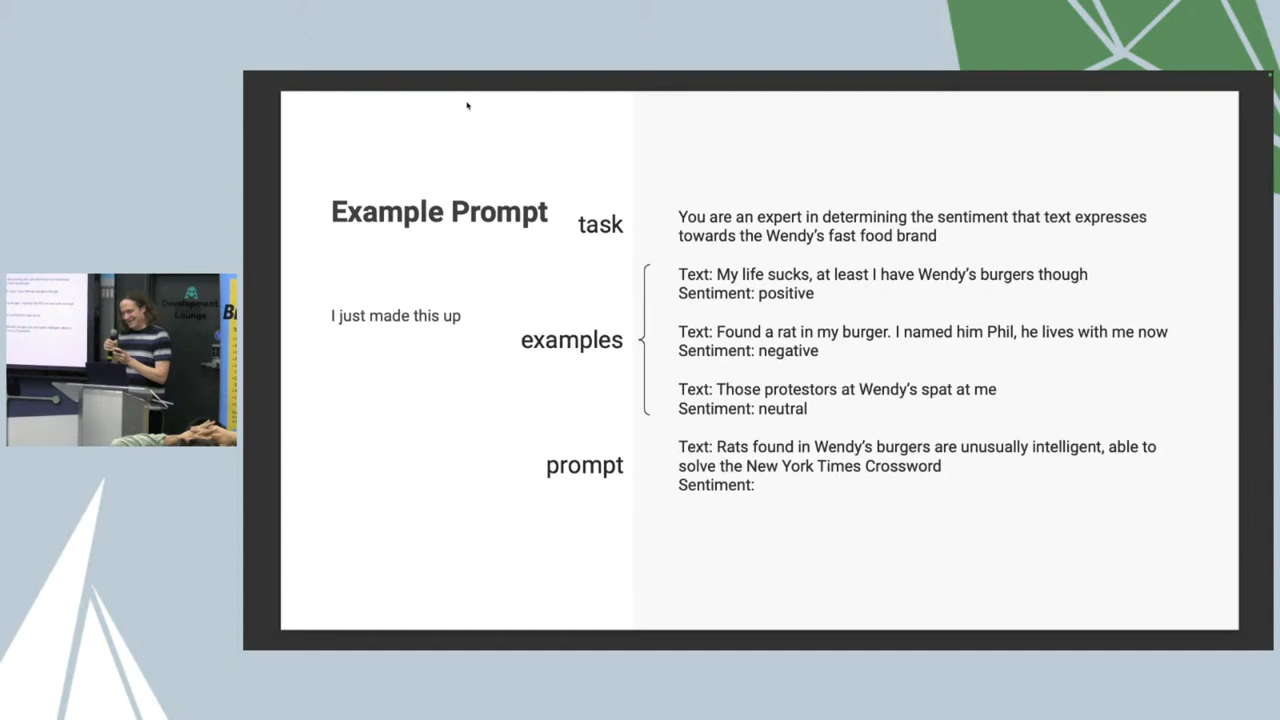 Example Prompt
I just made this up
task
examples
prompt
You are an expert in determining the sentiment that text expresses
towards the Wendy's fast food brand
Text: My life sucks, at least I have Wendy's burgers though
Sentiment: positive
Text: Found a rat in my burger. I named him Phil, he lives with me now
Sentiment: negative
Text: Those protestors at Wendy's spat at me
Sentiment: neutral
Text: Rats found in Wendy's burgers are unusually intelligent, able to
solve the New York Times Crossword
Sentiment:
Development
Lounge